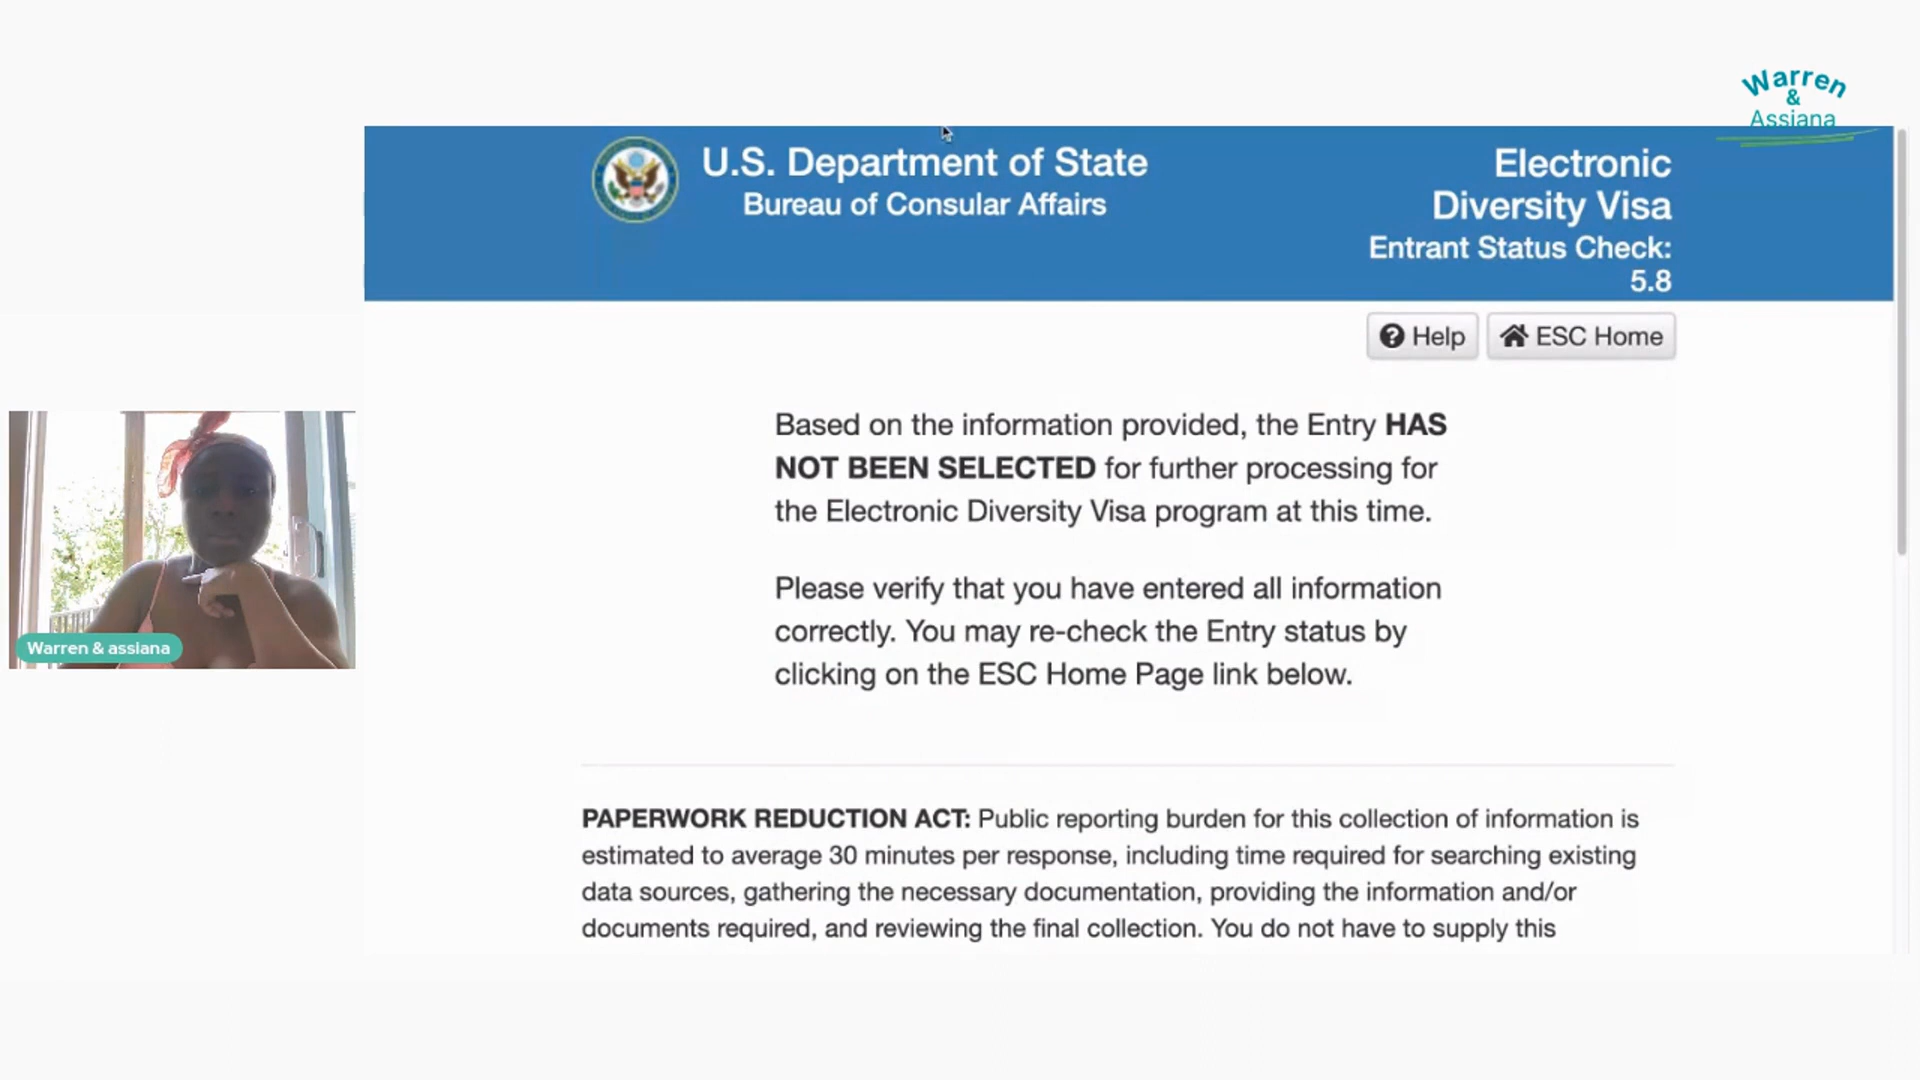 Warren
&
Assiana
U.S. Department of State
Bureau of Consular Affairs
Electronic
Diversity Visa
Entrant Status Check:
5.8
Help
ESC Home
Based on the information provided, the Entry HAS
NOT BEEN SELECTED for further processing for
the Electronic Diversity Visa program at this time.
Please verify that you have entered all information
correctly. You may re-check the Entry status by
clicking on the ESC Home Page link below.
Warren & assiana
PAPERWORK REDUCTION ACT: Public reporting burden for this collection of information is
estimated to average 30 minutes per response, including time required for searching existing
data sources, gathering the necessary documentation, providing the information and/or
documents required, and reviewing the final collection. You do not have to supply this